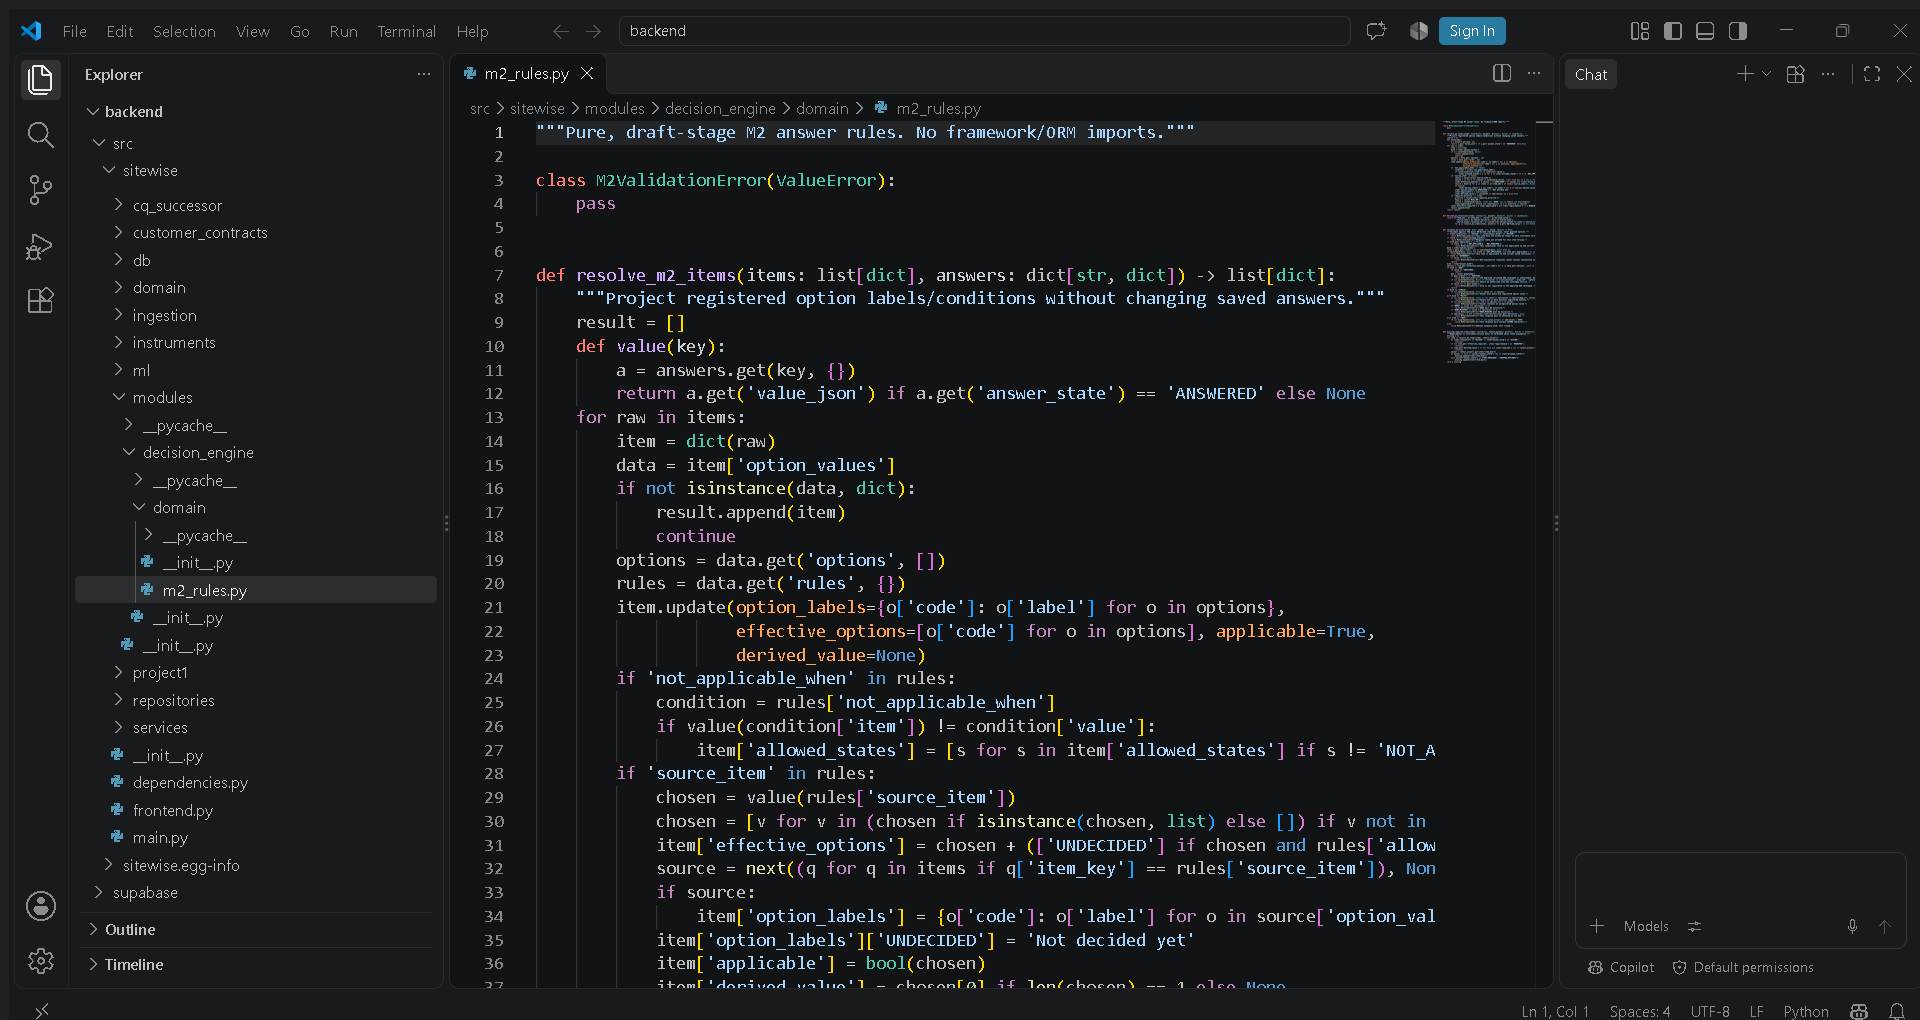 File Edit Selection View Go Run Terminal Help
backend
Sign In
Explorer
backend
src
sitewise
cq_successor
customer_contracts
db
domain
ingestion
instruments
ml
modules
__pycache__
decision_engine
__pycache__
domain
__pycache__
__init__.py
m2_rules.py
__init__.py
__init__.py
project1
repositories
services
__init__.py
dependencies.py
frontend.py
main.py
sitewise.egg-info
supabase
Outline
Timeline
m2_rules.py
src > sitewise > modules > decision_engine > domain > m2_rules.py
1 """Pure, draft-stage M2 answer rules. No framework/ORM imports."""
2
3 class M2ValidationError(ValueError):
4     pass
5
6
7 def resolve_m2_items(items: list[dict], answers: dict[str, dict]) -> list[dict]:
8     """Project registered option labels/conditions without changing saved answers."""
9     result = []
10     def value(key):
11         a = answers.get(key, {})
12         return a.get('value_json') if a.get('answer_state') == 'ANSWERED' else None
13     for raw in items:
14         item = dict(raw)
15         data = item['option_values']
16         if not isinstance(data, dict):
17             result.append(item)
18             continue
19         options = data.get('options', [])
20         rules = data.get('rules', {})
21         item.update(option_labels={o['code']: o['label'] for o in options},
22                     effective_options=[o['code'] for o in options], applicable=True,
23                     derived_value=None)
24         if 'not_applicable_when' in rules:
25             condition = rules['not_applicable_when']
26             if value(condition['item']) != condition['value']:
27                 item['allowed_states'] = [s for s in item['allowed_states'] if s != 'NOT_A
28         if 'source_item' in rules:
29             chosen = value(rules['source_item'])
30             chosen = [v for v in (chosen if isinstance(chosen, list) else []) if v not in
31             item['effective_options'] = chosen + (['UNDECIDED'] if chosen and rules['allow
32             source = next((q for q in items if q['item_key'] == rules['source_item']), Non
33             if source:
34                 item['option_labels'] = {o['code']: o['label'] for o in source['option_val
35             item['option_labels']['UNDECIDED'] = 'Not decided yet'
36             item['applicable'] = bool(chosen)
37             item['derived_value'] = chosen[0] if len(chosen) == 1 else None
Chat
Models
Copilot Default permissions
Ln 1, Col 1 Spaces: 4 UTF-8 LF Python